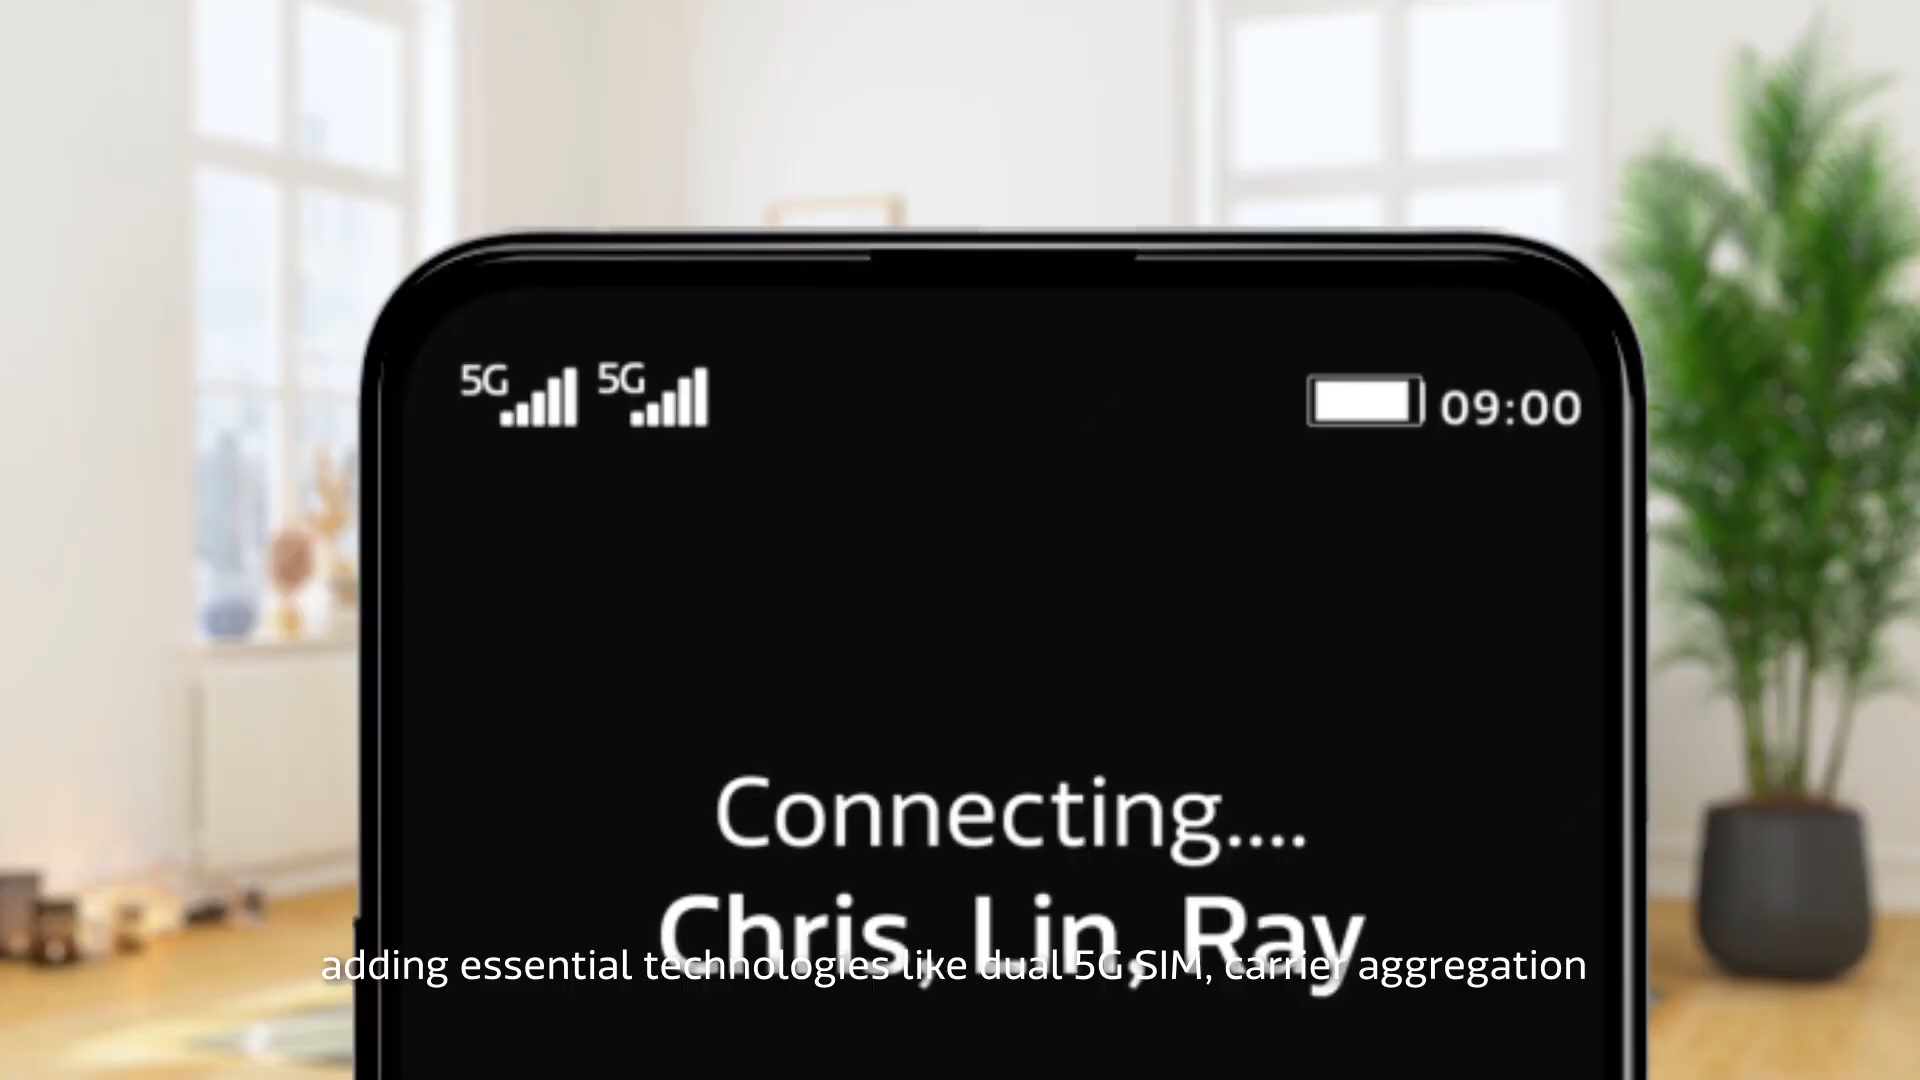 5G 5G 09:00
Connecting....
Chris, Lin, Ray
adding essential technologies like dual 5G SIM, carrier aggregation